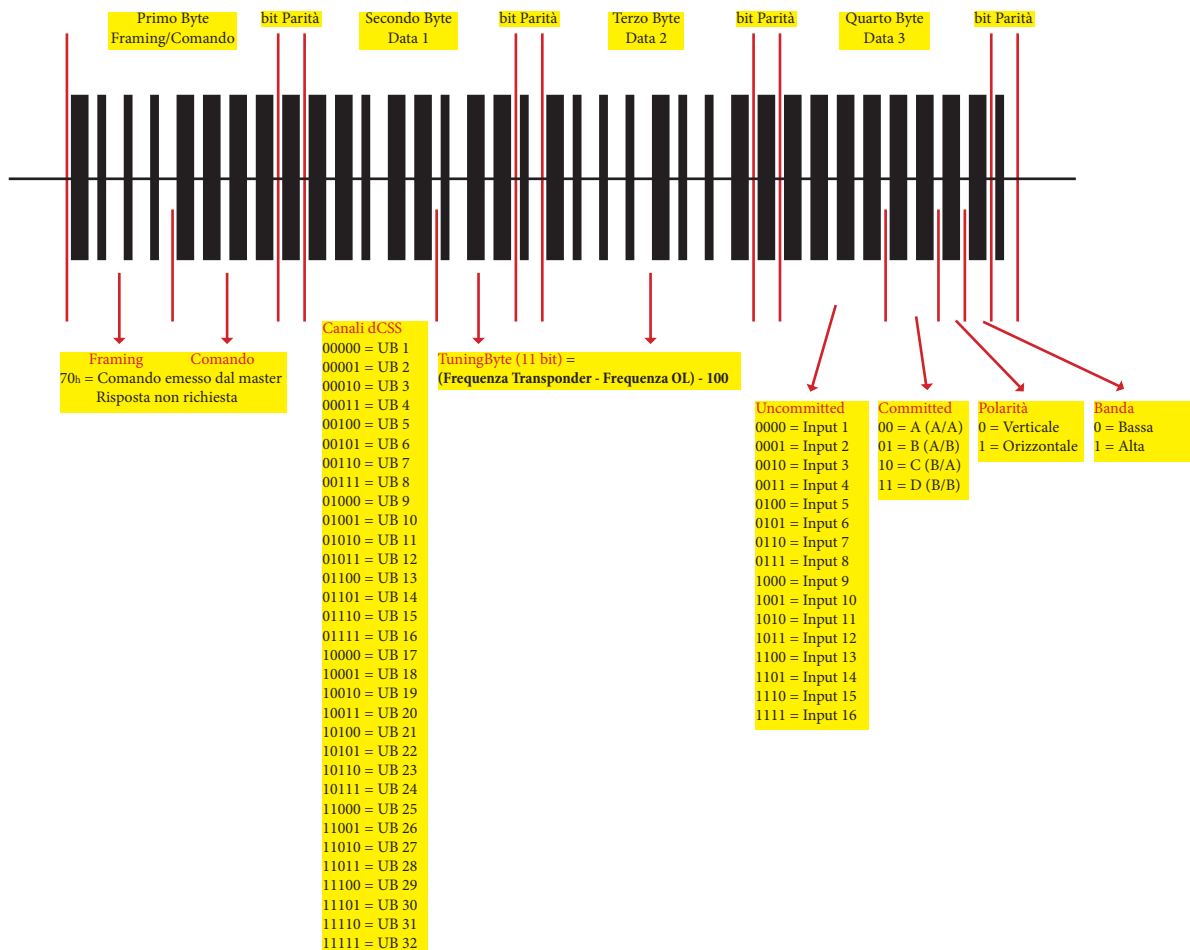 Primo Byte
Framing/Comando
bit Parità
Secondo Byte
Data 1
bit Parità
Terzo Byte
Data 2
bit Parità
Quarto Byte
Data 3
bit Parità
Framing Comando
70h = Comando emesso dal master
Risposta non richiesta
Canali dCSS
00000 = UB 1
00001 = UB 2
00010 = UB 3
00011 = UB 4
00100 = UB 5
00101 = UB 6
00110 = UB 7
00111 = UB 8
01000 = UB 9
01001 = UB 10
01010 = UB 11
01011 = UB 12
01100 = UB 13
01101 = UB 14
01110 = UB 15
01111 = UB 16
10000 = UB 17
10001 = UB 18
10010 = UB 19
10011 = UB 20
10100 = UB 21
10101 = UB 22
10110 = UB 23
10111 = UB 24
11000 = UB 25
11001 = UB 26
11010 = UB 27
11011 = UB 28
11100 = UB 29
11101 = UB 30
11110 = UB 31
11111 = UB 32
TuningByte (11 bit) =
(Frequenza Transponder - Frequenza OL) - 100
Uncommitted
0000 = Input 1
0001 = Input 2
0010 = Input 3
0011 = Input 4
0100 = Input 5
0101 = Input 6
0110 = Input 7
0111 = Input 8
1000 = Input 9
1001 = Input 10
1010 = Input 11
1011 = Input 12
1100 = Input 13
1101 = Input 14
1110 = Input 15
1111 = Input 16
Committed
00 = A (A/A)
01 = B (A/B)
10 = C (B/A)
11 = D (B/B)
Polarità
0 = Verticale
1 = Orizzontale
Banda
0 = Bassa
1 = Alta